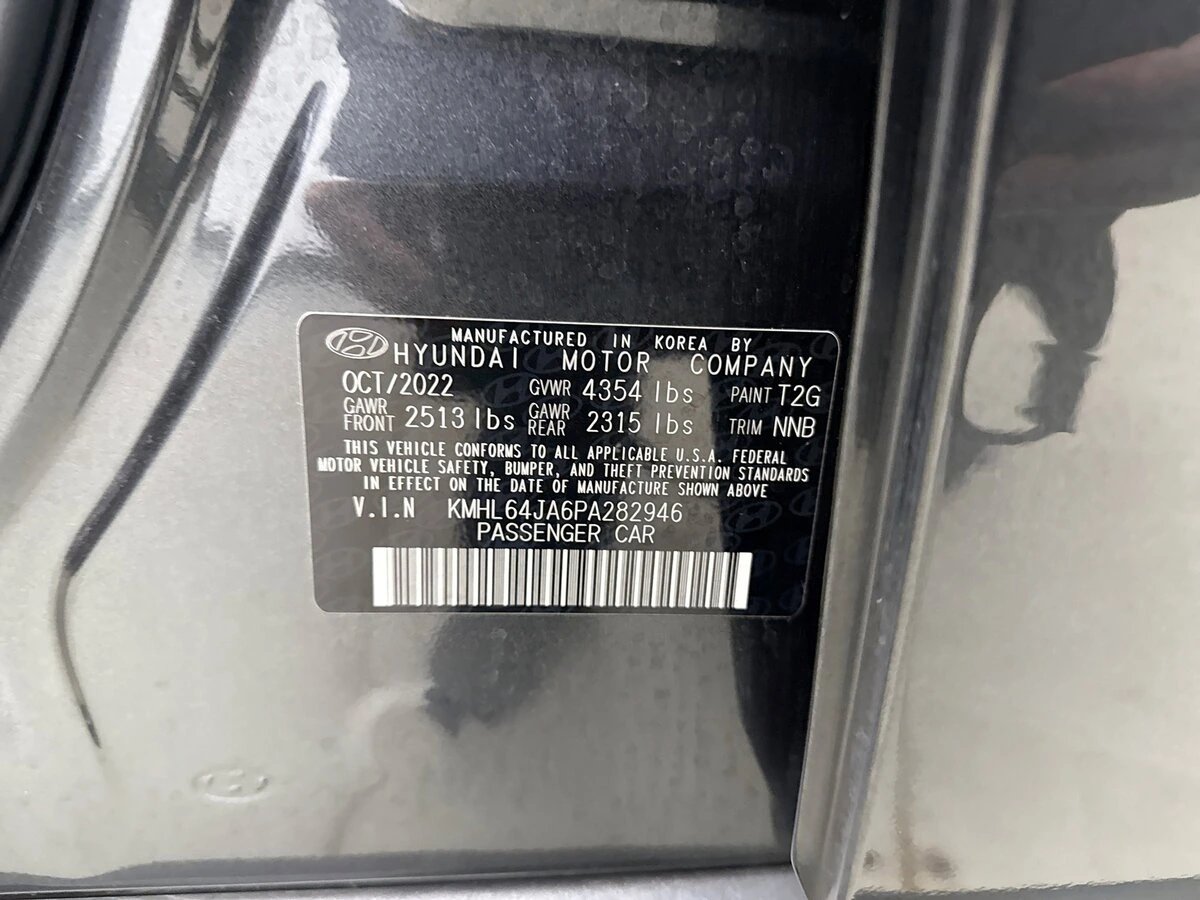 MANUFACTURED IN KOREA BY
HYUNDAI MOTOR COMPANY
OCT/2022 GVWR 4354 lbs PAINT T2G
GAWR FRONT 2513 lbs GAWR REAR 2315 lbs TRIM NNB
THIS VEHICLE CONFORMS TO ALL APPLICABLE U.S.A. FEDERAL
MOTOR VEHICLE SAFETY, BUMPER, AND THEFT PREVENTION STANDARDS
IN EFFECT ON THE DATE OF MANUFACTURE SHOWN ABOVE
V.I.N KMHL64JA6PA282946
PASSENGER CAR